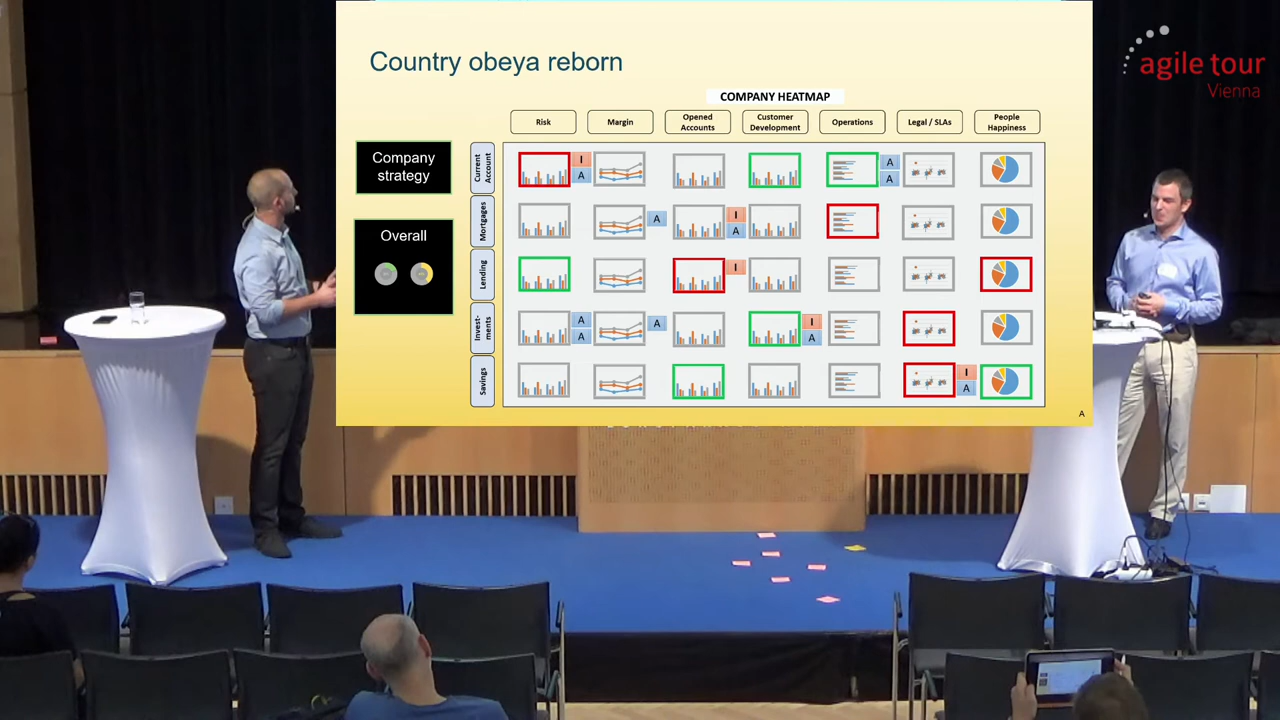 Country obeya reborn
agile tour
Vienna
COMPANY HEATMAP
Risk
Margin
Opened
Accounts
Customer
Development
Operations
Legal / SLAs
People
Happiness
Company
strategy
Overall
Current
Account
I
A
A
A
Mortgages
A
I
A
Lending
I
Invest-
ments
A
A
A
I
A
Savings
I
A
A